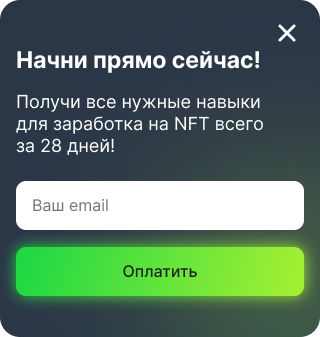 Начни прямо сейчас!
Получи все нужные навыки
для заработка на NFT всего
за 28 дней!
Ваш email
Оплатить